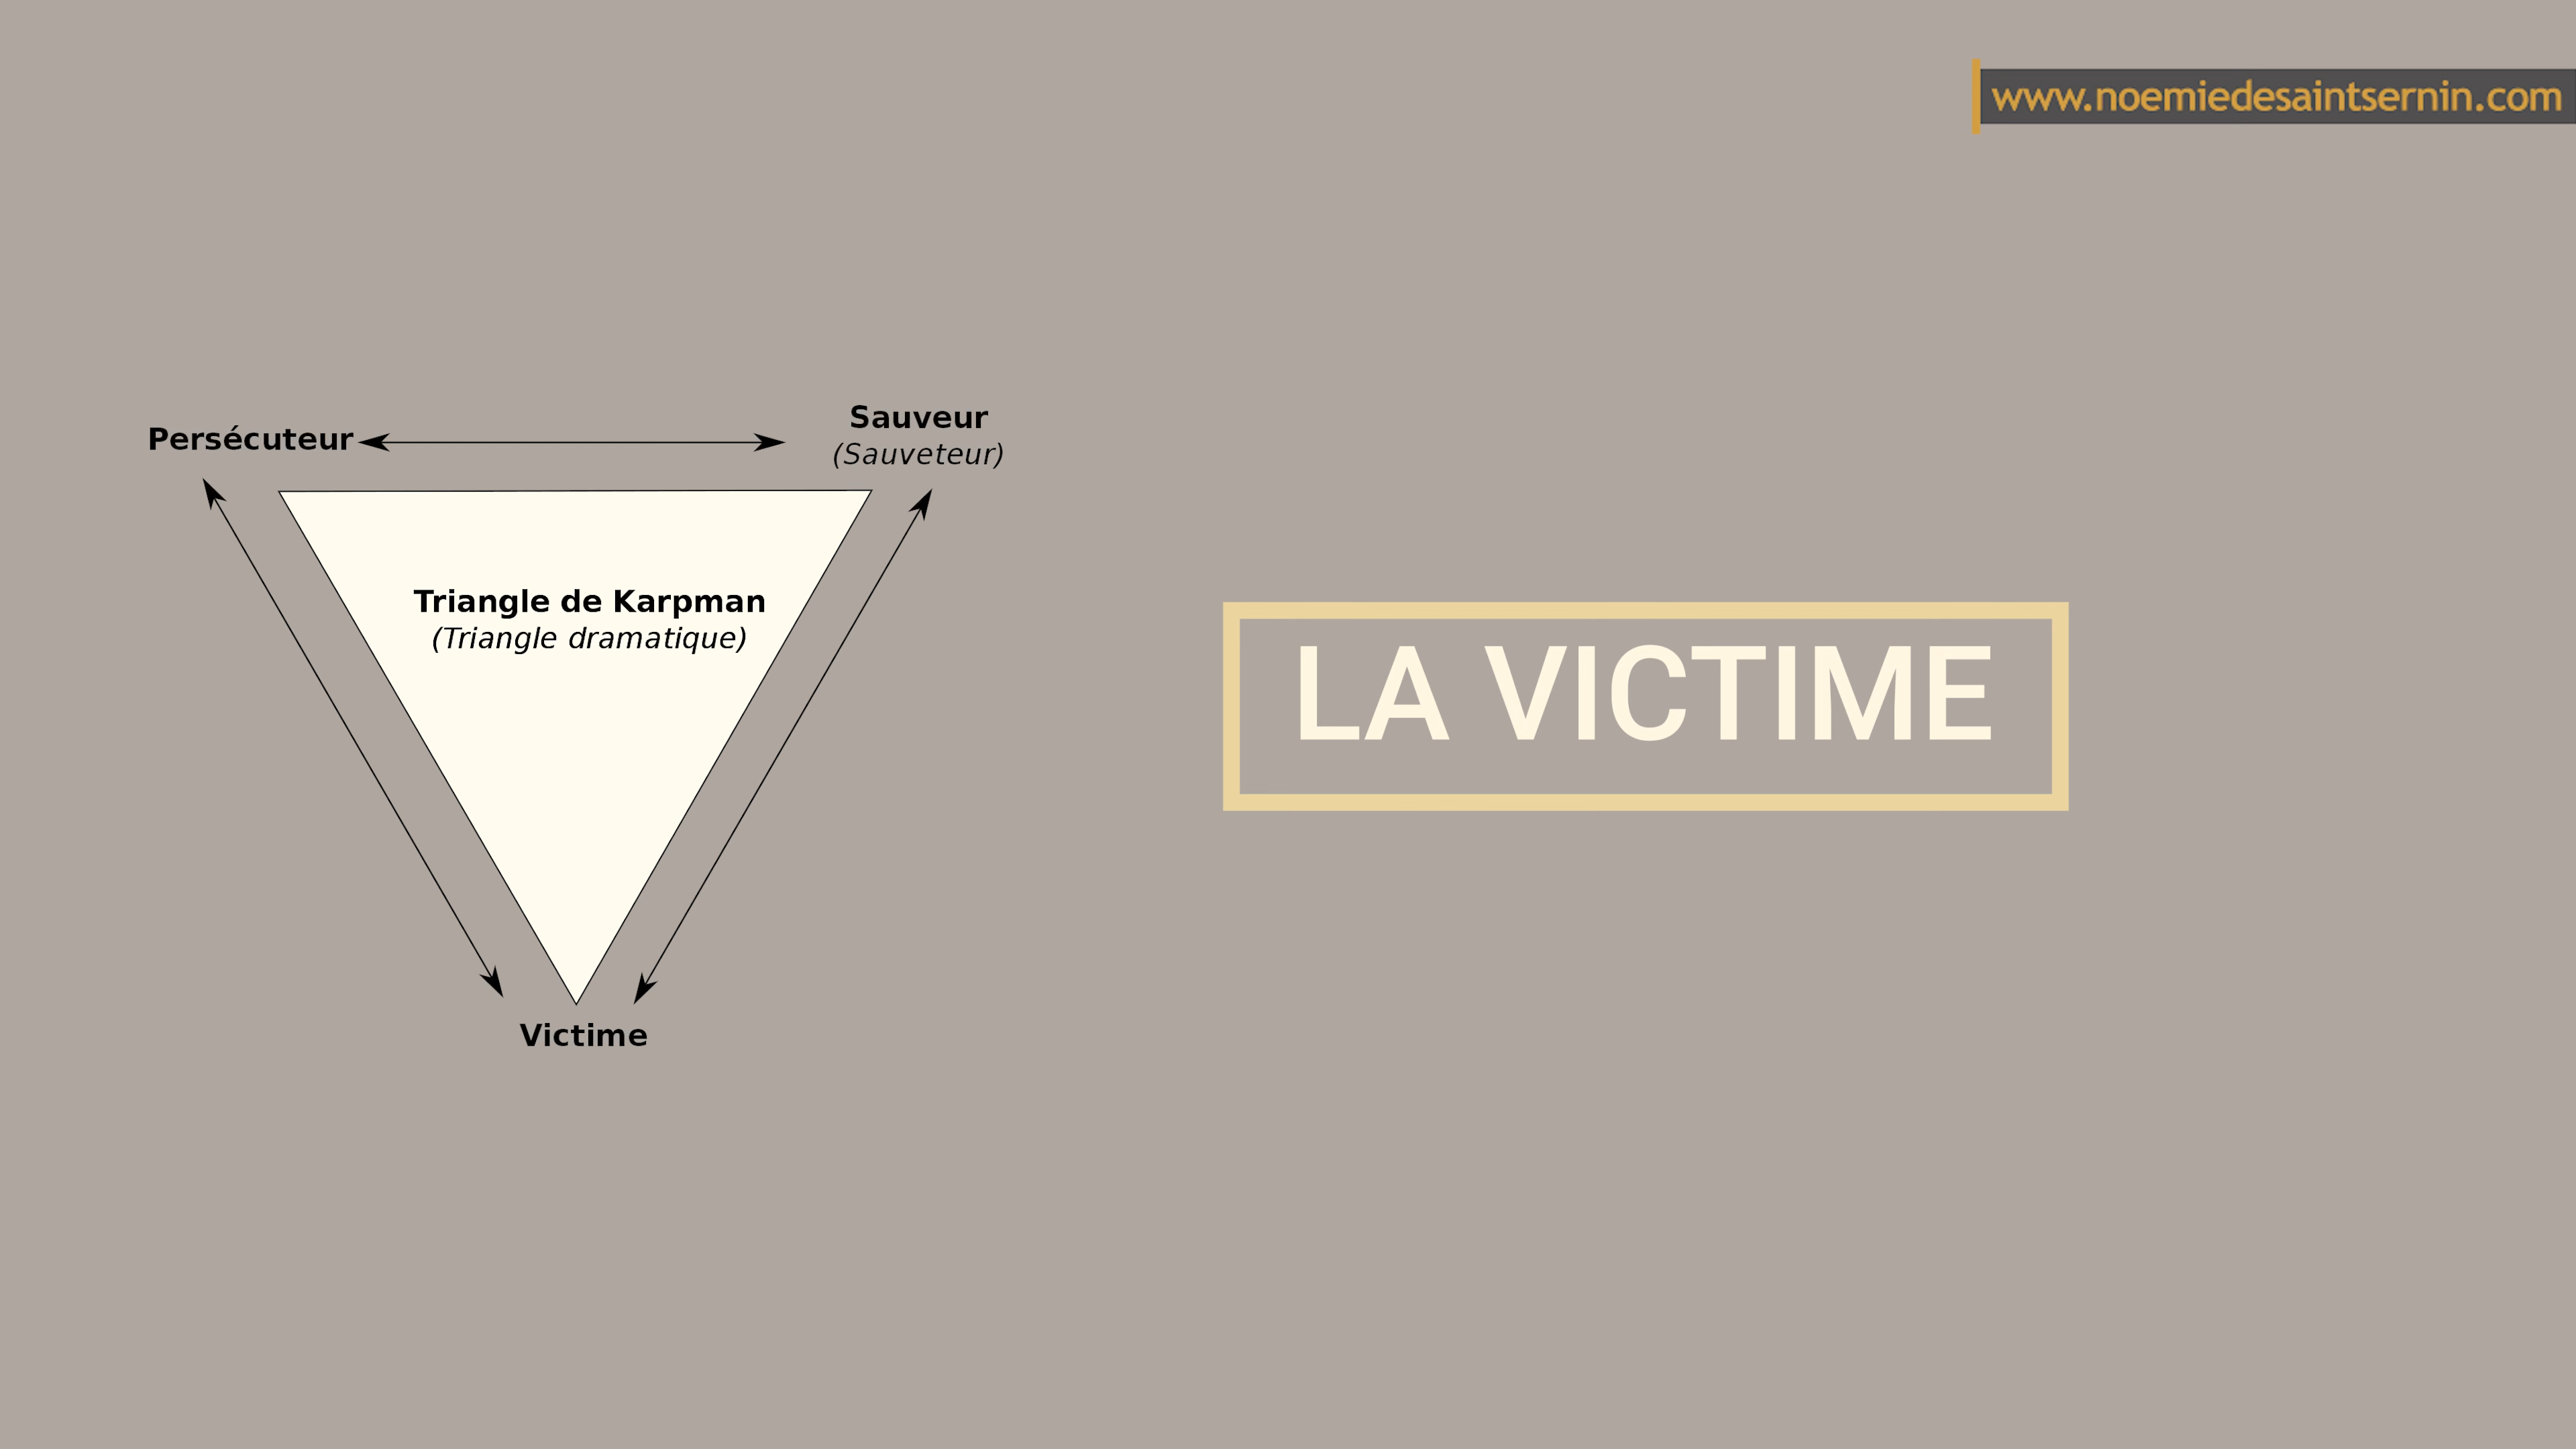 www.noemiedesaintsernin.com
Persécuteur
Sauveur
(Sauveteur)
Triangle de Karpman
(Triangle dramatique)
Victime
LA VICTIME